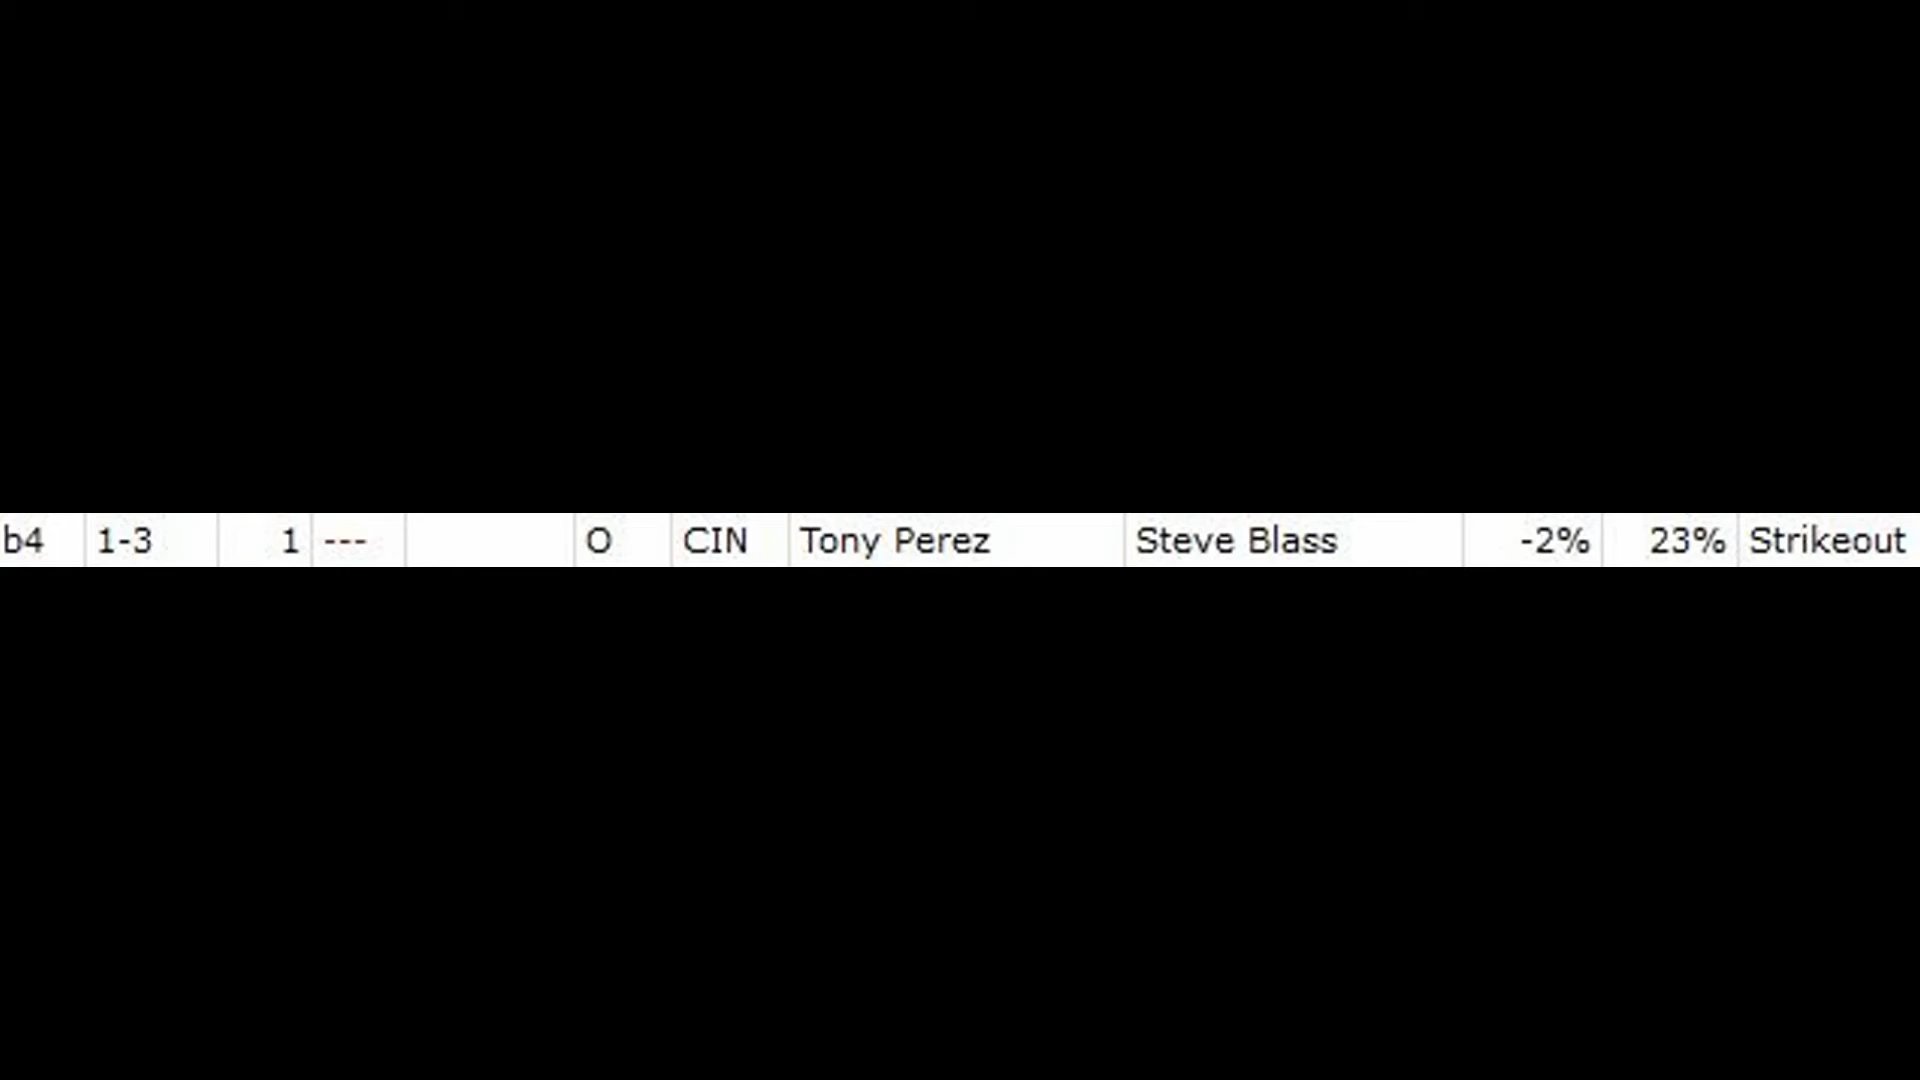 b4 1-3 1 --- O CIN Tony Perez Steve Blass -2% 23% Strikeout